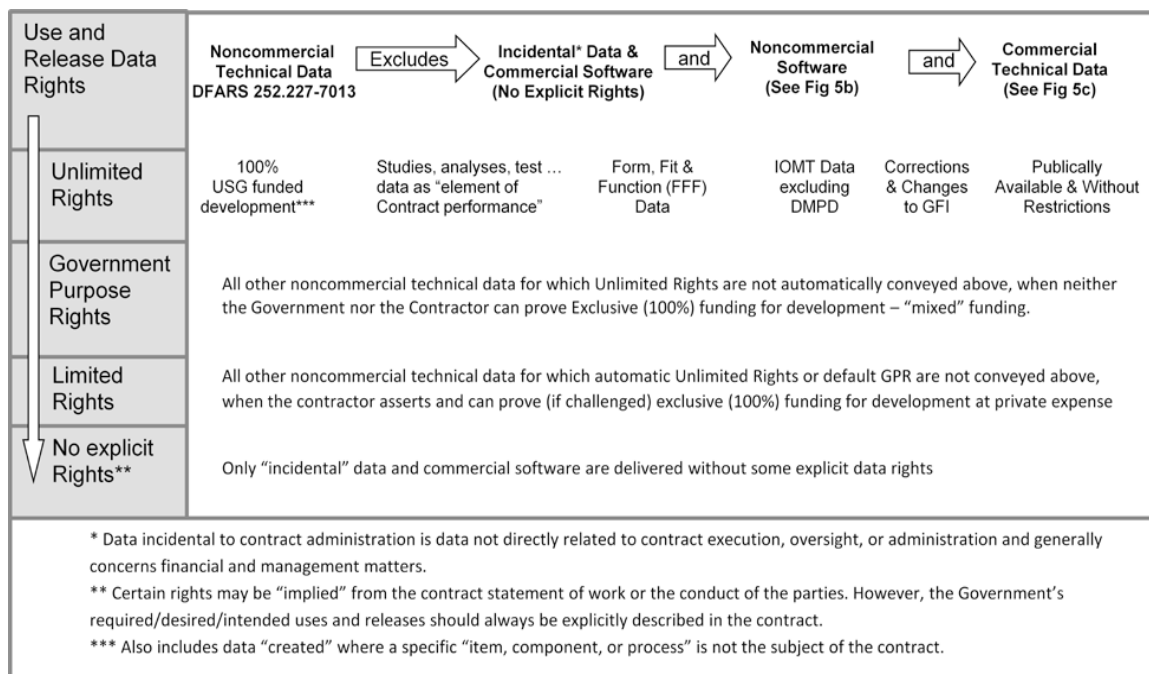 Use and
Release Data
Rights
Noncommercial
Technical Data
DFARS 252.227-7013
Excludes
Incidental* Data &
Commercial Software
(No Explicit Rights)
and
Noncommercial
Software
(See Fig 5b)
and
Commercial
Technical Data
(See Fig 5c)
Unlimited
Rights
100%
USG funded
development***
Studies, analyses, test ...
data as “element of
Contract performance”
Form, Fit &
Function (FFF)
Data
IOMT Data
excluding
DMPD
Corrections
& Changes
to GFI
Publically
Available & Without
Restrictions
Government
Purpose
Rights
All other noncommercial technical data for which Unlimited Rights are not automatically conveyed above, when neither
the Government nor the Contractor can prove Exclusive (100%) funding for development – “mixed” funding.
Limited
Rights
All other noncommercial technical data for which automatic Unlimited Rights or default GPR are not conveyed above,
when the contractor asserts and can prove (if challenged) exclusive (100%) funding for development at private expense
No explicit
Rights**
Only “incidental” data and commercial software are delivered without some explicit data rights
* Data incidental to contract administration is data not directly related to contract execution, oversight, or administration and generally
concerns financial and management matters.
** Certain rights may be “implied” from the contract statement of work or the conduct of the parties. However, the Government’s
required/desired/intended uses and releases should always be explicitly described in the contract.
*** Also includes data “created” where a specific “item, component, or process” is not the subject of the contract.